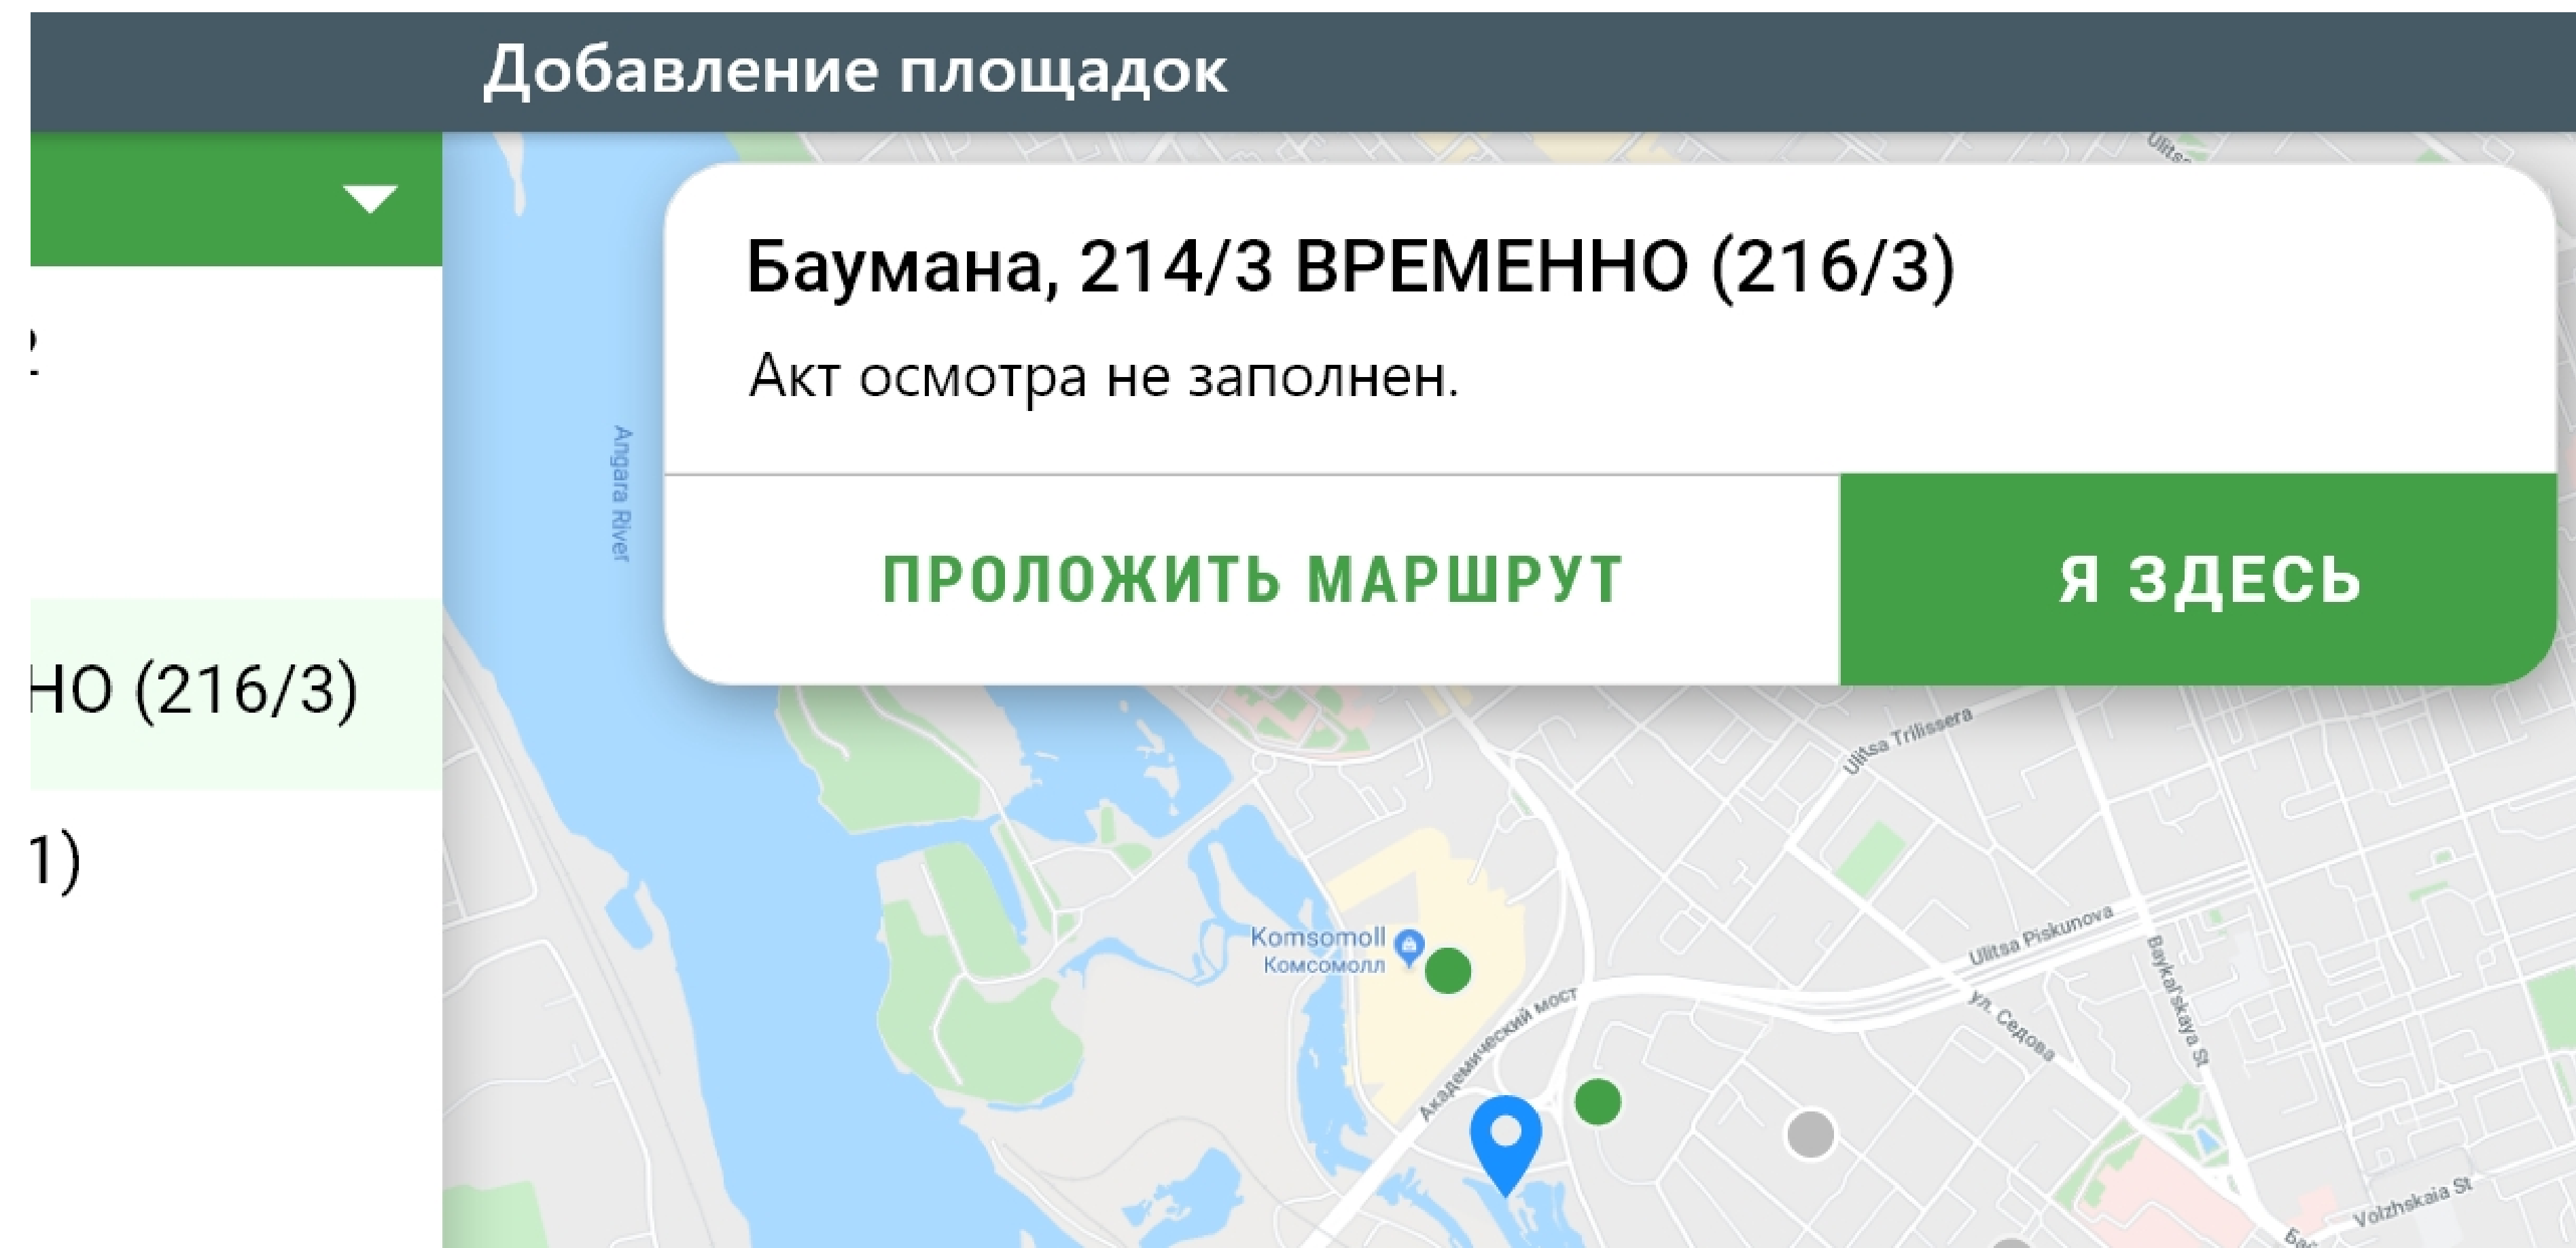 Добавление площадок
НО (216/3)
1)
Баумана, 214/3 ВРЕМЕННО (216/3)
Акт осмотра не заполнен.
ПРОЛОЖИТЬ МАРШРУТ
Я ЗДЕСЬ
Angara River
Ulitsa Trilissera
Komsomoll
Комсомолл
Академический мост
Ulitsa Piskunova
ул. Седова
Baykal'skaya St
Volzhskaia St